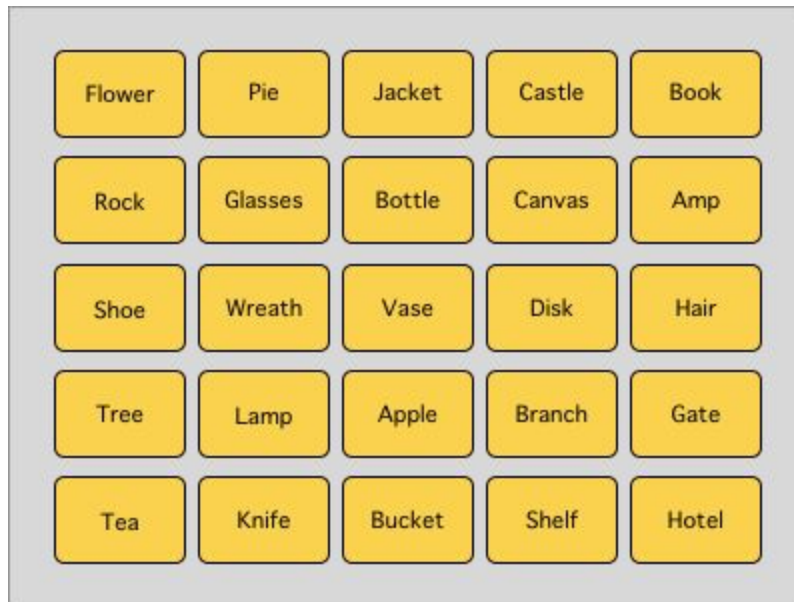 Flower Pie Jacket Castle Book
Rock Glasses Bottle Canvas Amp
Shoe Wreath Vase Disk Hair
Tree Lamp Apple Branch Gate
Tea Knife Bucket Shelf Hotel